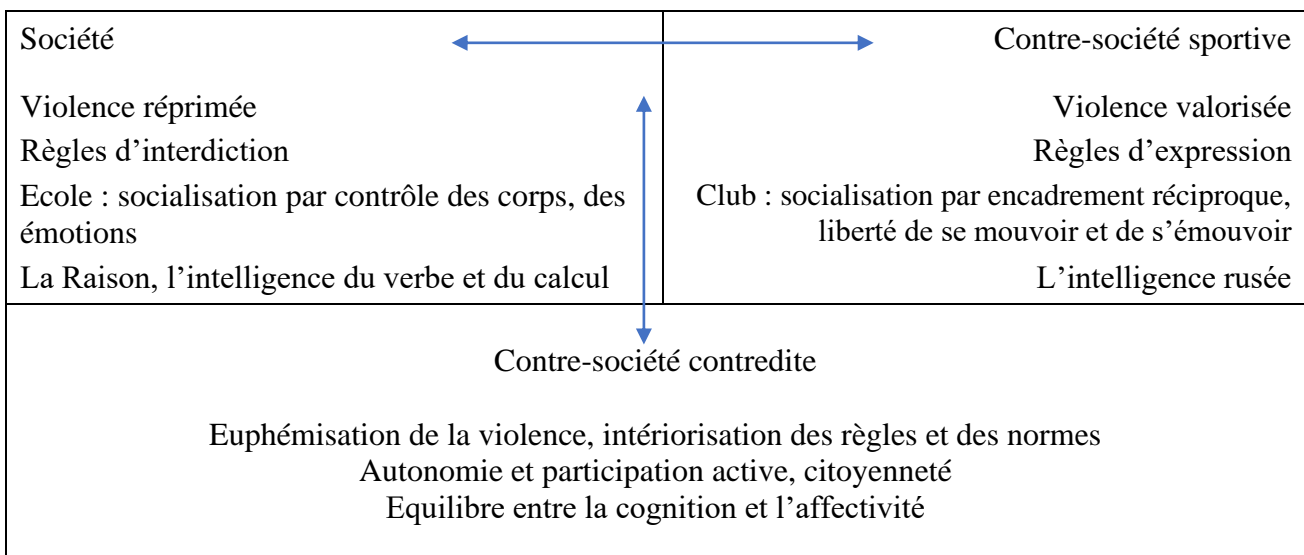 Société
Violence réprimée
Règles d’interdiction
Ecole : socialisation par contrôle des corps, des
émotions
La Raison, l’intelligence du verbe et du calcul
Contre-société sportive
Violence valorisée
Règles d’expression
Club : socialisation par encadrement réciproque,
liberté de se mouvoir et de s’émouvoir
L’intelligence rusée
Contre-société contredite
Euphémisation de la violence, intériorisation des règles et des normes
Autonomie et participation active, citoyenneté
Equilibre entre la cognition et l’affectivité